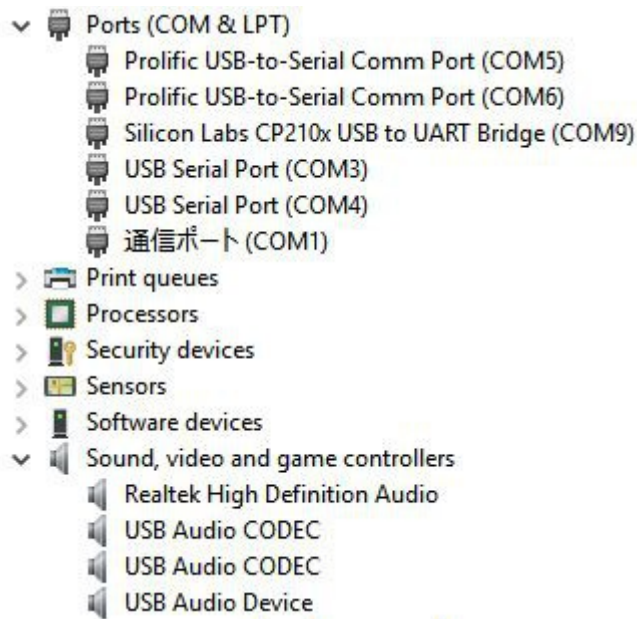 Ports (COM & LPT)
Prolific USB-to-Serial Comm Port (COM5)
Prolific USB-to-Serial Comm Port (COM6)
Silicon Labs CP210x USB to UART Bridge (COM9)
USB Serial Port (COM3)
USB Serial Port (COM4)
通信ポート (COM1)
Print queues
Processors
Security devices
Sensors
Software devices
Sound, video and game controllers
Realtek High Definition Audio
USB Audio CODEC
USB Audio CODEC
USB Audio Device